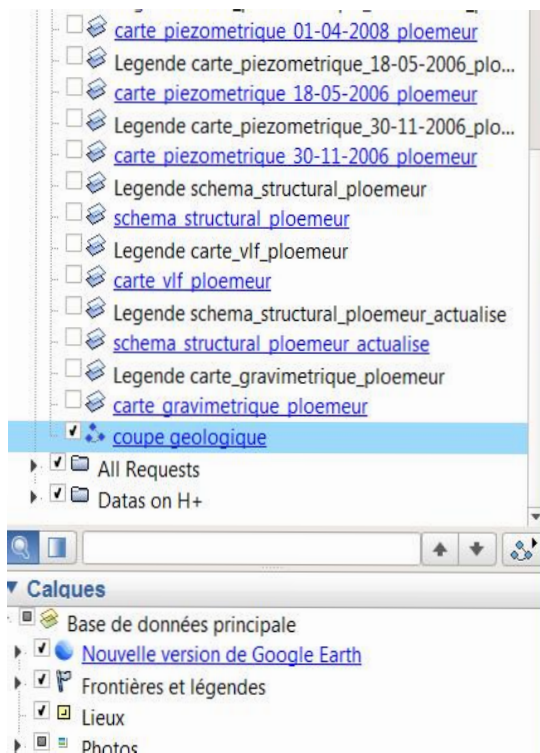 carte piezometrique 01-04-2008 ploemeur
Legende carte_piezometrique_18-05-2006_plo...
carte piezometrique 18-05-2006 ploemeur
Legende carte_piezometrique_30-11-2006_plo...
carte piezometrique 30-11-2006 ploemeur
Legende schema_structural_ploemeur
schema structural ploemeur
Legende carte_vlf_ploemeur
carte vlf ploemeur
Legende schema_structural_ploemeur_actualise
schema structural ploemeur actualise
Legende carte_gravimetrique_ploemeur
carte gravimetrique ploemeur
coupe geologique
All Requests
Datas on H+
Calques
Base de données principale
Nouvelle version de Google Earth
Frontières et légendes
Lieux
Photos